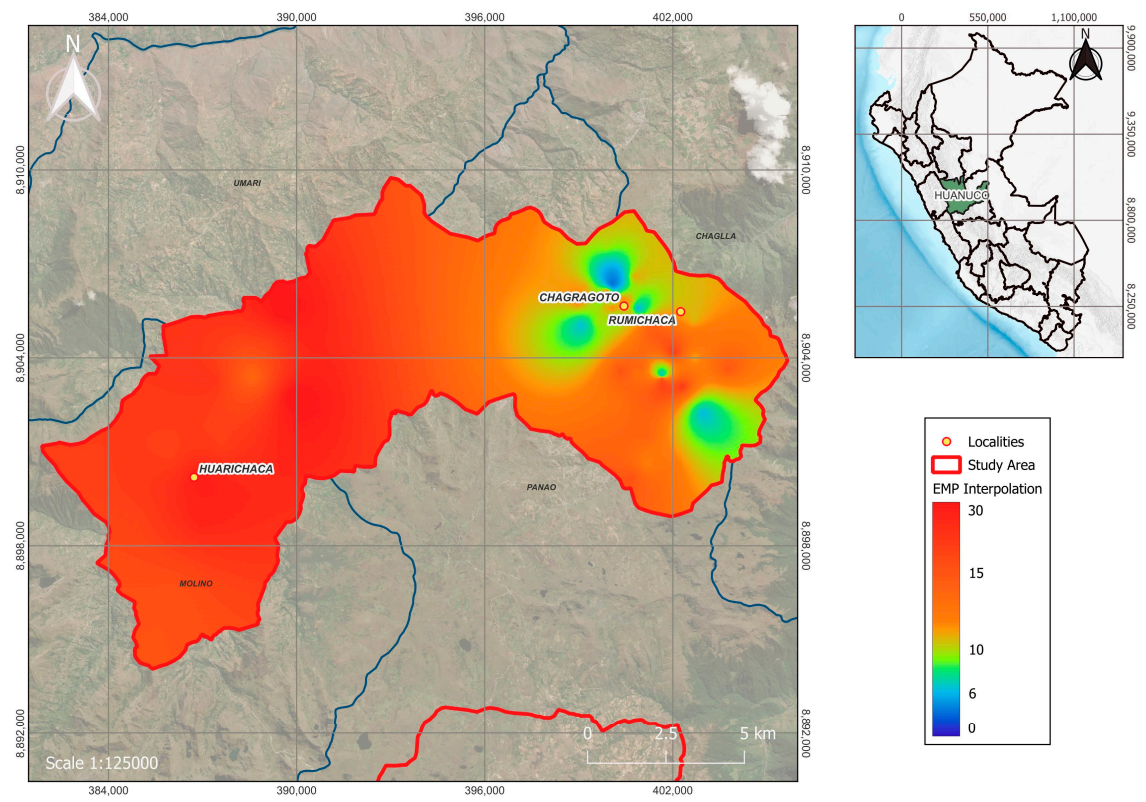 384,000
390,000
396,000
402,000
N
8,910,000
8,910,000
UMARI
CHAGLLA
CHAGRAGOTO
RUMICHACA
8,904,000
8,904,000
HUARICHACA
PANAO
8,898,000
8,898,000
MOLINO
8,892,000
8,892,000
0 2.5 5 km
Scale 1:125000
384,000
390,000
396,000
402,000
0
550,000
1,100,000
N
9,900,000
9,350,000
HUANUCO
8,800,000
8,250,000
Localities
Study Area
EMP Interpolation
30
15
10
6
0